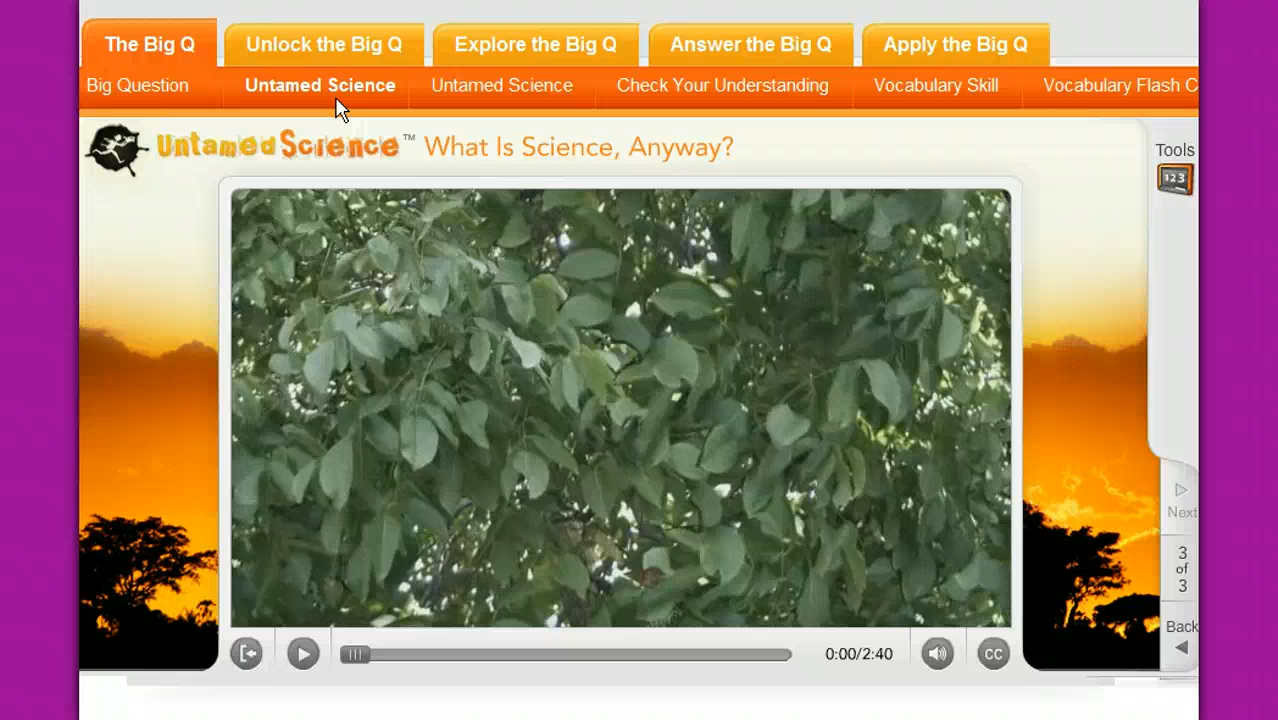 The Big Q Unlock the Big Q Explore the Big Q Answer the Big Q Apply the Big Q
Big Question Untamed Science Untamed Science Check Your Understanding Vocabulary Skill Vocabulary Flash C
UntamedScience™ What Is Science, Anyway?
Tools
123
Next
3
of
3
Back
0:00/2:40 CC